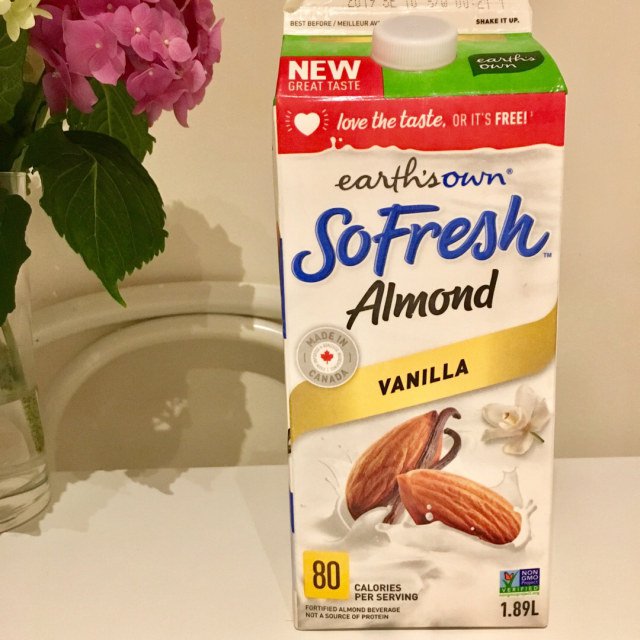 BEST BEFORE / MEILLEUR AV
SHAKE IT UP.
NEW
GREAT TASTE
earth's own
love the taste, OR IT'S FREE!
earth's own®
SoFresh™
Almond
MADE IN
CANADA
VANILLA
80
CALORIES
PER SERVING
FORTIFIED ALMOND BEVERAGE
NOT A SOURCE OF PROTEIN
NON
GMO
Project
VERIFIED
1.89L